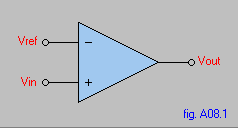 Vref
−
Vout
Vin
+
fig. A08.1